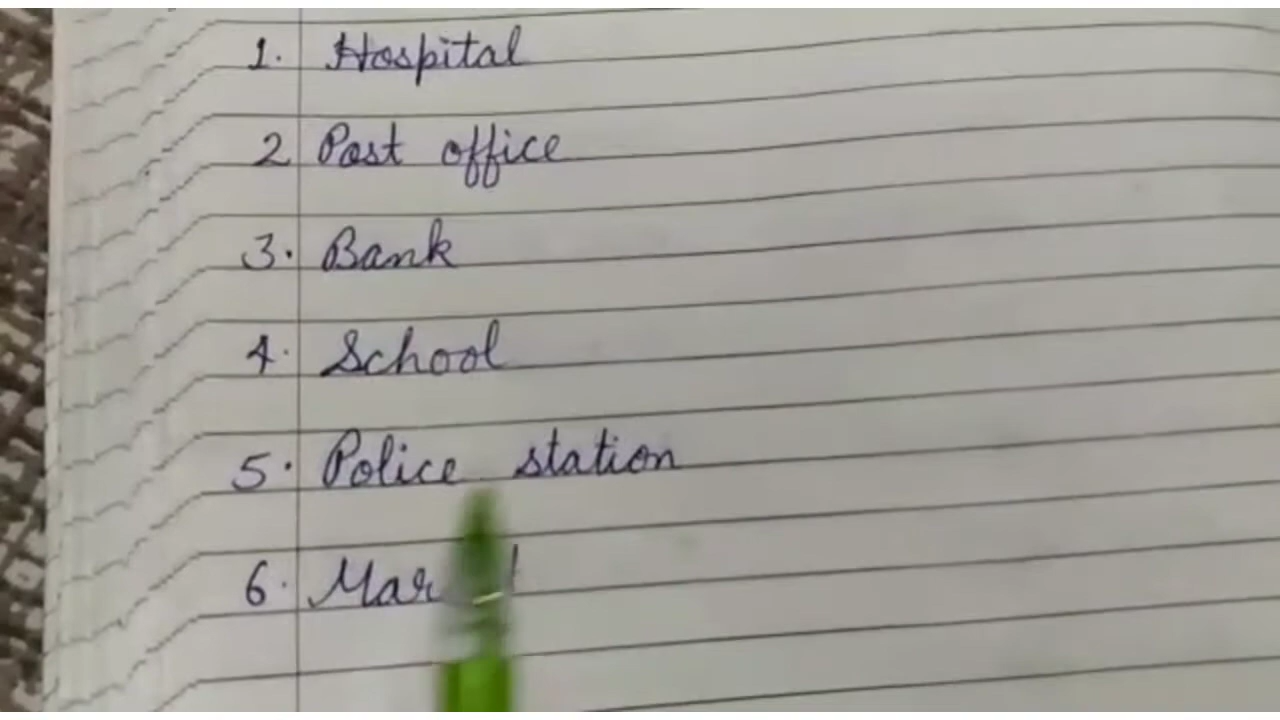 1. Hospital
2 Post office
3. Bank
4. School
5. Police station
6.